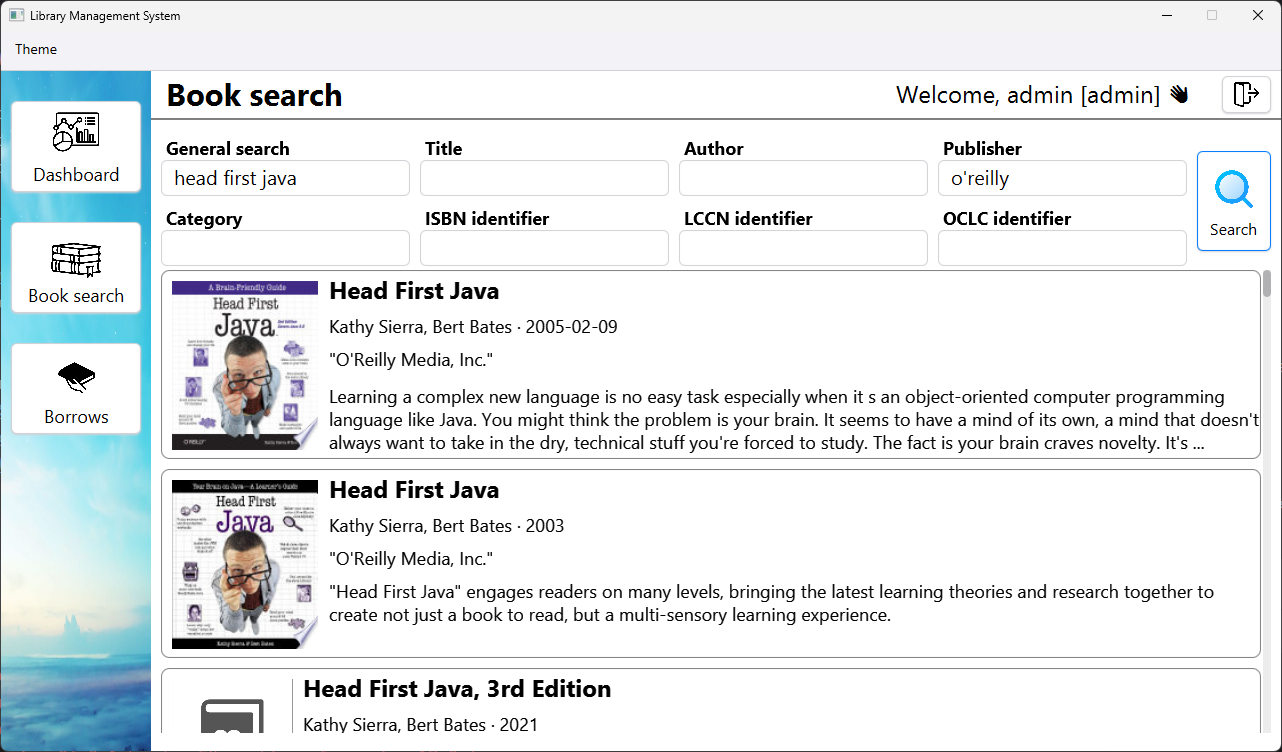 Library Management System
Theme
Dashboard
Book search
Borrows
Book search
Welcome, admin [admin]
General search
Title
Author
Publisher
head first java
o'reilly
Category
ISBN identifier
LCCN identifier
OCLC identifier
Search
A Brain-Friendly Guide
Head First
Java
O'REILLY
Head First Java
Kathy Sierra, Bert Bates · 2005-02-09
"O'Reilly Media, Inc."
Learning a complex new language is no easy task especially when it s an object-oriented computer programming
language like Java. You might think the problem is your brain. It seems to have a mind of its own, a mind that doesn't
always want to take in the dry, technical stuff you're forced to study. The fact is your brain craves novelty. It's ...
Your Brain on Java—A Learner's Guide
Head First
Java
Kathy Sierra & Bert Bates
Head First Java
Kathy Sierra, Bert Bates · 2003
"O'Reilly Media, Inc."
"Head First Java" engages readers on many levels, bringing the latest learning theories and research together to
create not just a book to read, but a multi-sensory learning experience.
Head First Java, 3rd Edition
Kathy Sierra, Bert Bates · 2021